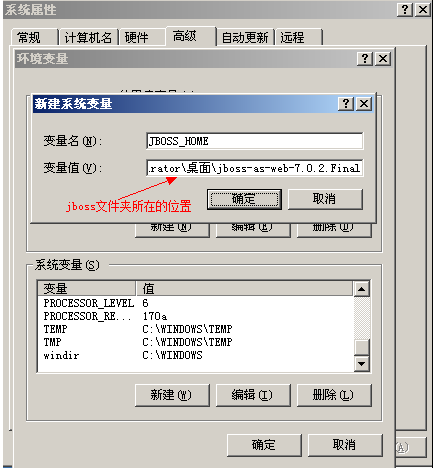 系统属性
常规 计算机名 硬件 高级 自动更新 远程
环境变量
新建系统变量
变量名(N): JBOSS_HOME
变量值(V): .rator\桌面\jboss-as-web-7.0.2.Final
jboss文件夹所在的位置
确定 取消
新建(N) 编辑(E) 删除(D)
系统变量(S)
变量 值
PROCESSOR_LEVEL 6
PROCESSOR_RE... 170a
TEMP C:\WINDOWS\TEMP
TMP C:\WINDOWS\TEMP
windir C:\WINDOWS
新建(W) 编辑(I) 删除(L)
确定 取消
(A)